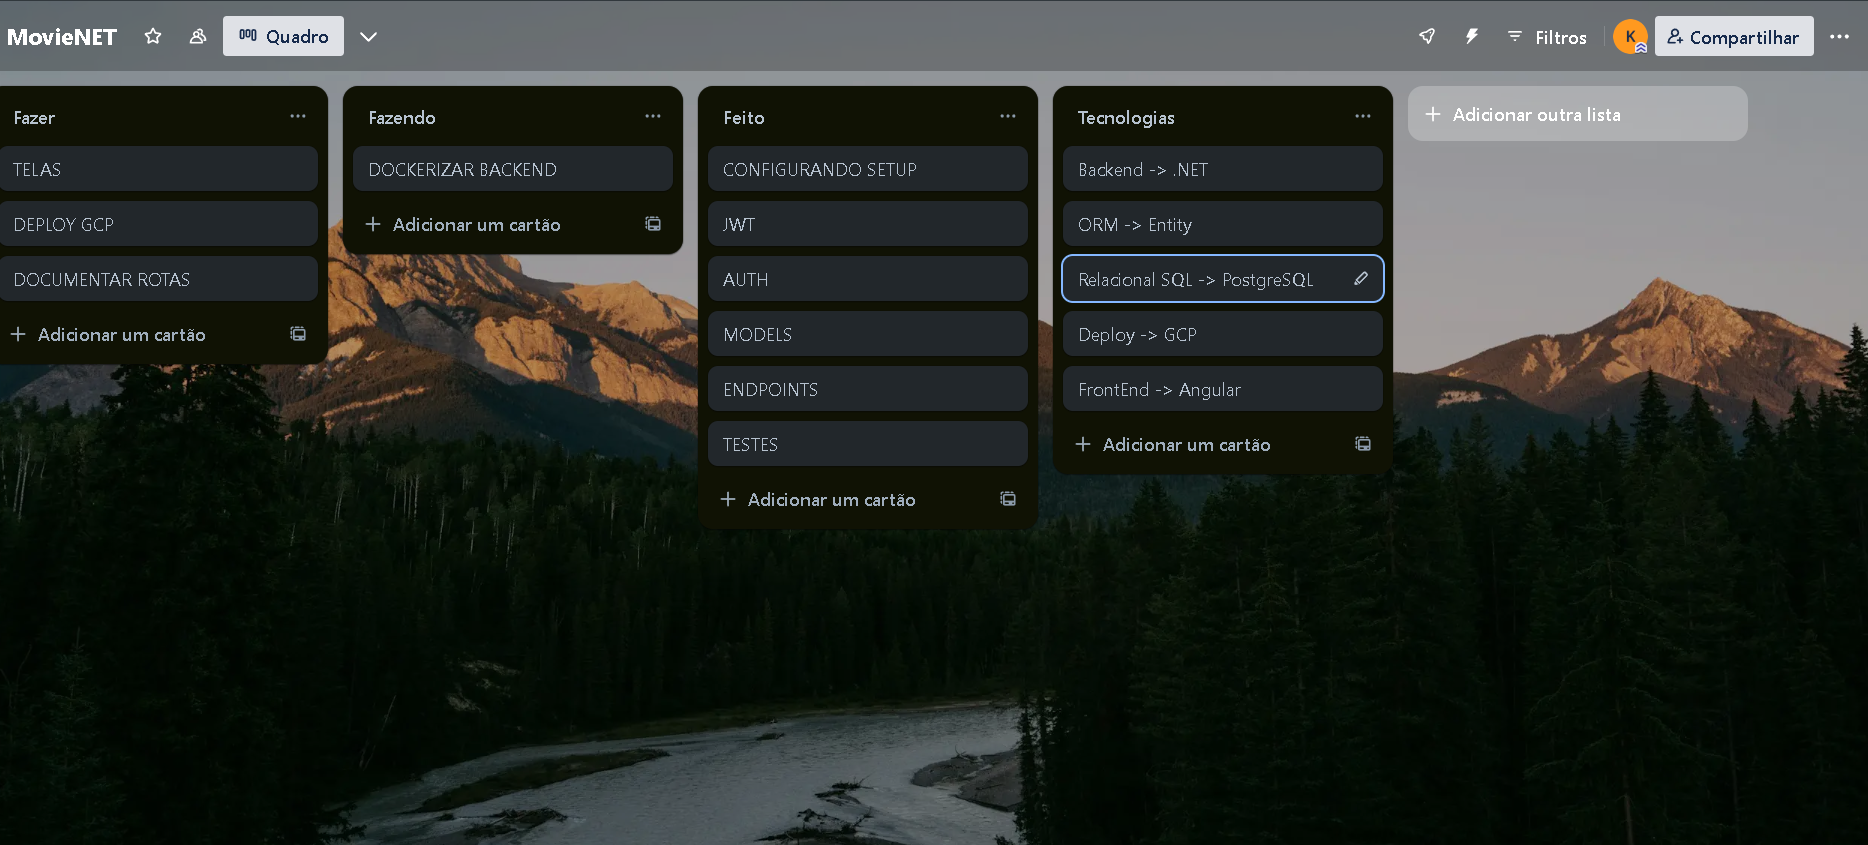 MovieNET
Quadro
Filtros
K
Compartilhar
Fazer
TELAS
DEPLOY GCP
DOCUMENTAR ROTAS
Adicionar um cartão
Fazendo
DOCKERIZAR BACKEND
Adicionar um cartão
Feito
CONFIGURANDO SETUP
JWT
AUTH
MODELS
ENDPOINTS
TESTES
Adicionar um cartão
Tecnologias
Backend -> .NET
ORM -> Entity
Relacional SQL -> PostgreSQL
Deploy -> GCP
FrontEnd -> Angular
Adicionar um cartão
Adicionar outra lista